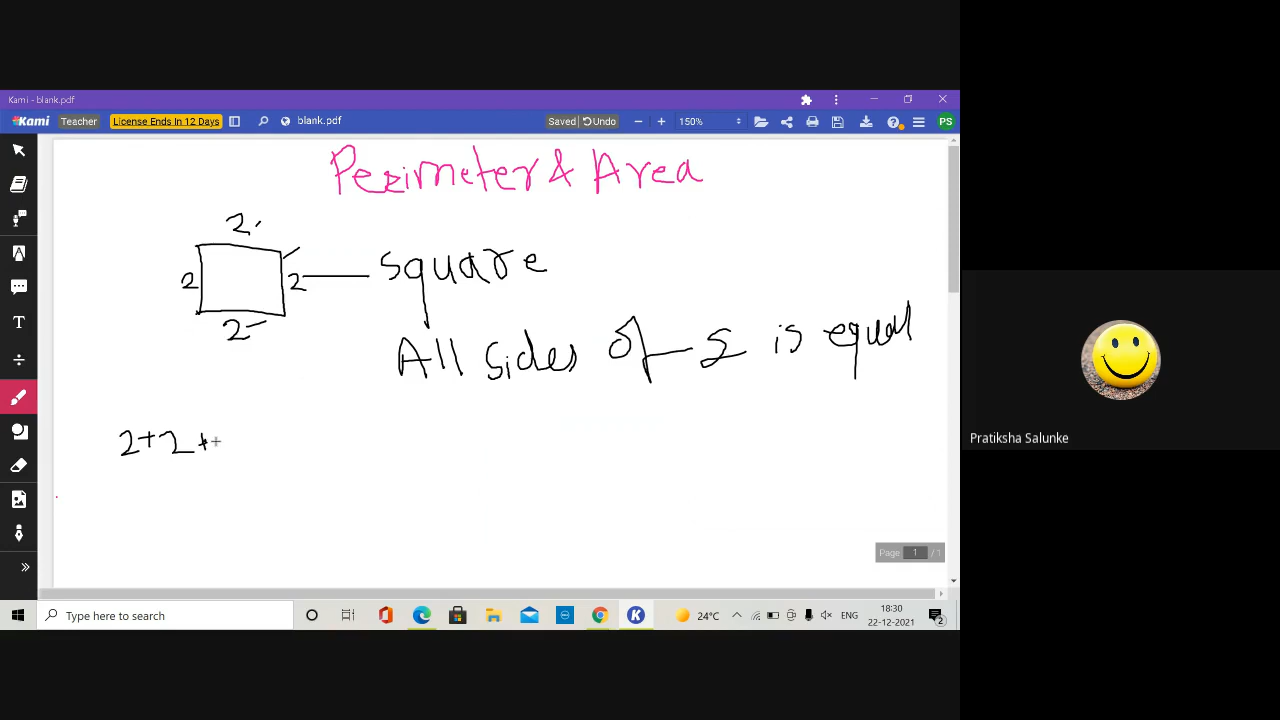 Kami - blank.pdf
Kami Teacher License Ends In 12 Days blank.pdf Saved Undo 150% PS
Perimeter & Area
2
2 2 square
2
All sides of S is equal
2+2+
Pratiksha Salunke
Page 1 / 1
Type here to search 24°C ENG 18:30
22-12-2021 2